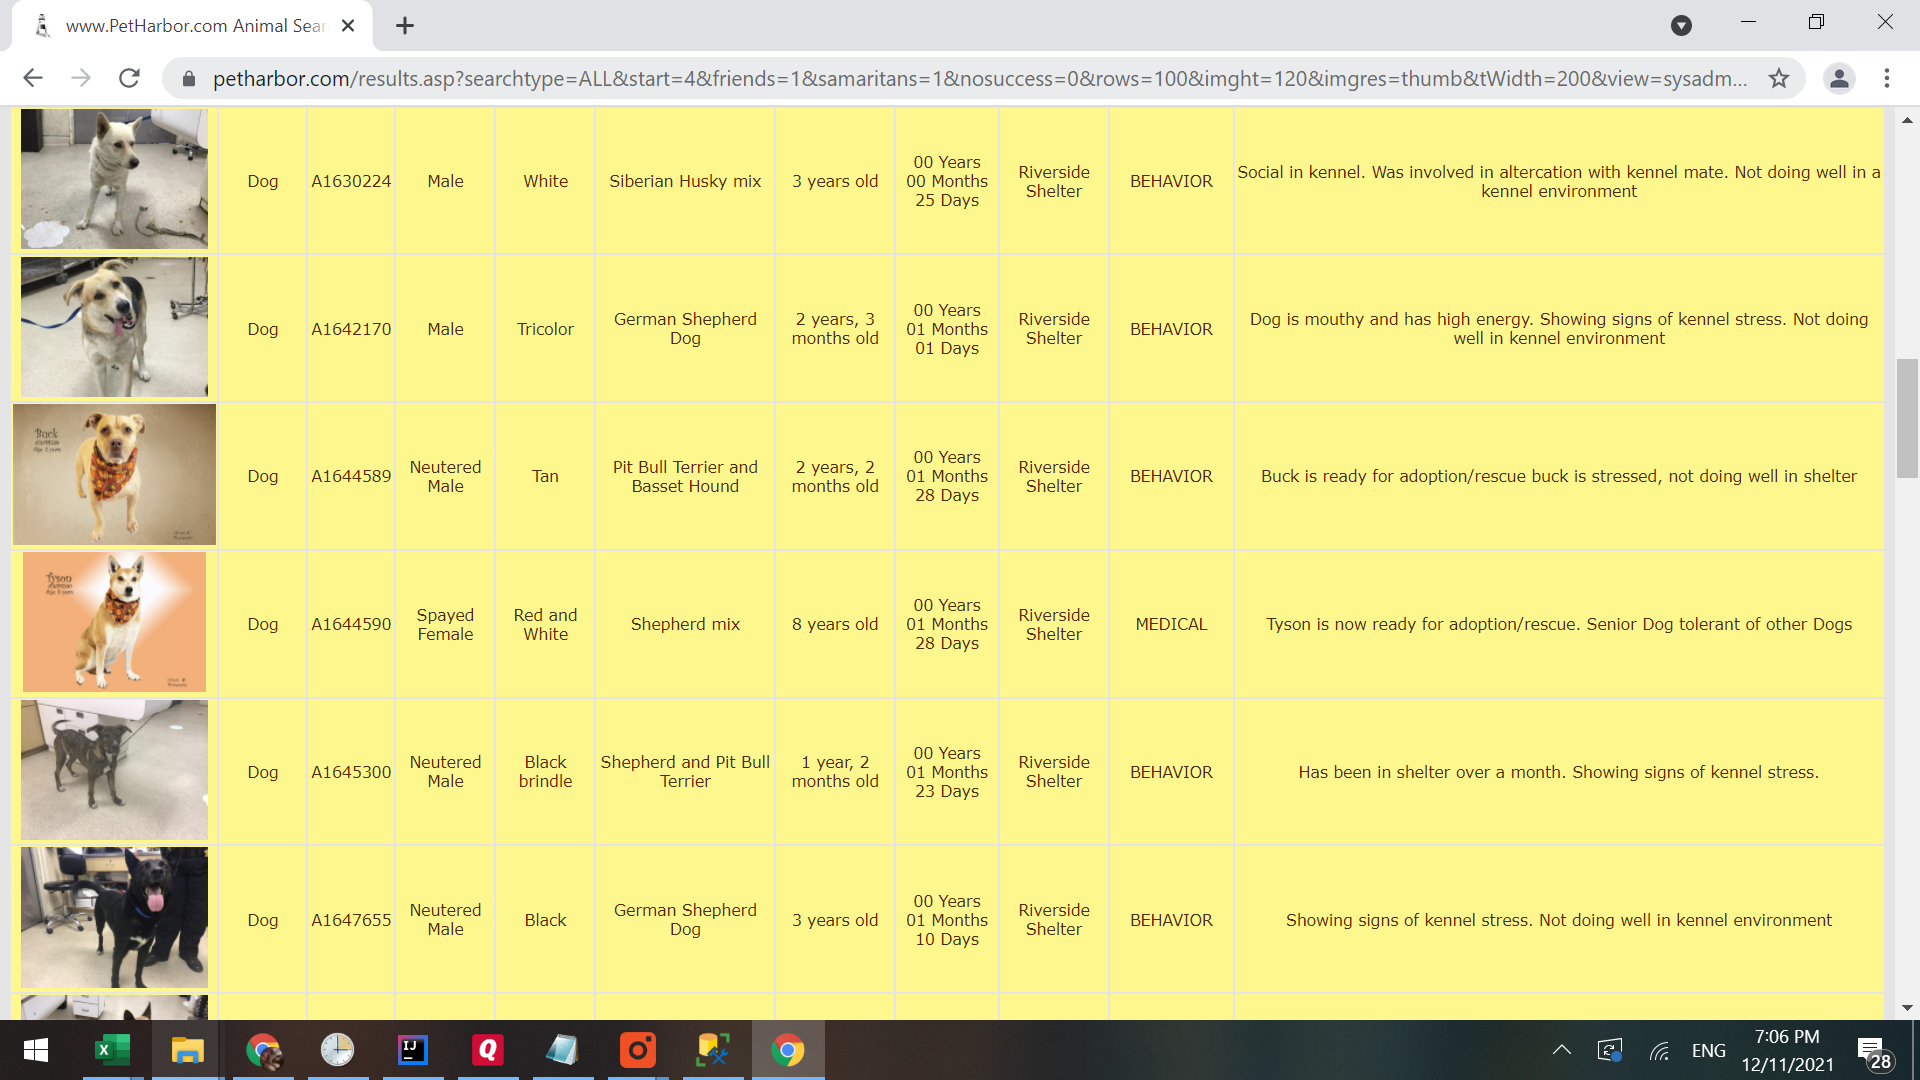 www.PetHarbor.com Animal Sear
petharbor.com/results.asp?searchtype=ALL&start=4&friends=1&samaritans=1&nosuccess=0&rows=100&imght=120&imgres=thumb&tWidth=200&view=sysadm...
Dog
A1630224
Male
White
Siberian Husky mix
3 years old
00 Years
00 Months
25 Days
Riverside
Shelter
BEHAVIOR
Social in kennel. Was involved in altercation with kennel mate. Not doing well in a
kennel environment
Dog
A1642170
Male
Tricolor
German Shepherd
Dog
2 years, 3
months old
00 Years
01 Months
01 Days
Riverside
Shelter
BEHAVIOR
Dog is mouthy and has high energy. Showing signs of kennel stress. Not doing
well in kennel environment
Buck
Dog
A1644589
Neutered
Male
Tan
Pit Bull Terrier and
Basset Hound
2 years, 2
months old
00 Years
01 Months
28 Days
Riverside
Shelter
BEHAVIOR
Buck is ready for adoption/rescue buck is stressed, not doing well in shelter
Tyson
Dog
A1644590
Spayed
Female
Red and
White
Shepherd mix
8 years old
00 Years
01 Months
28 Days
Riverside
Shelter
MEDICAL
Tyson is now ready for adoption/rescue. Senior Dog tolerant of other Dogs
Dog
A1645300
Neutered
Male
Black
brindle
Shepherd and Pit Bull
Terrier
1 year, 2
months old
00 Years
01 Months
23 Days
Riverside
Shelter
BEHAVIOR
Has been in shelter over a month. Showing signs of kennel stress.
Dog
A1647655
Neutered
Male
Black
German Shepherd
Dog
3 years old
00 Years
01 Months
10 Days
Riverside
Shelter
BEHAVIOR
Showing signs of kennel stress. Not doing well in kennel environment
X
IJ
Q
ENG
7:06 PM
12/11/2021
28